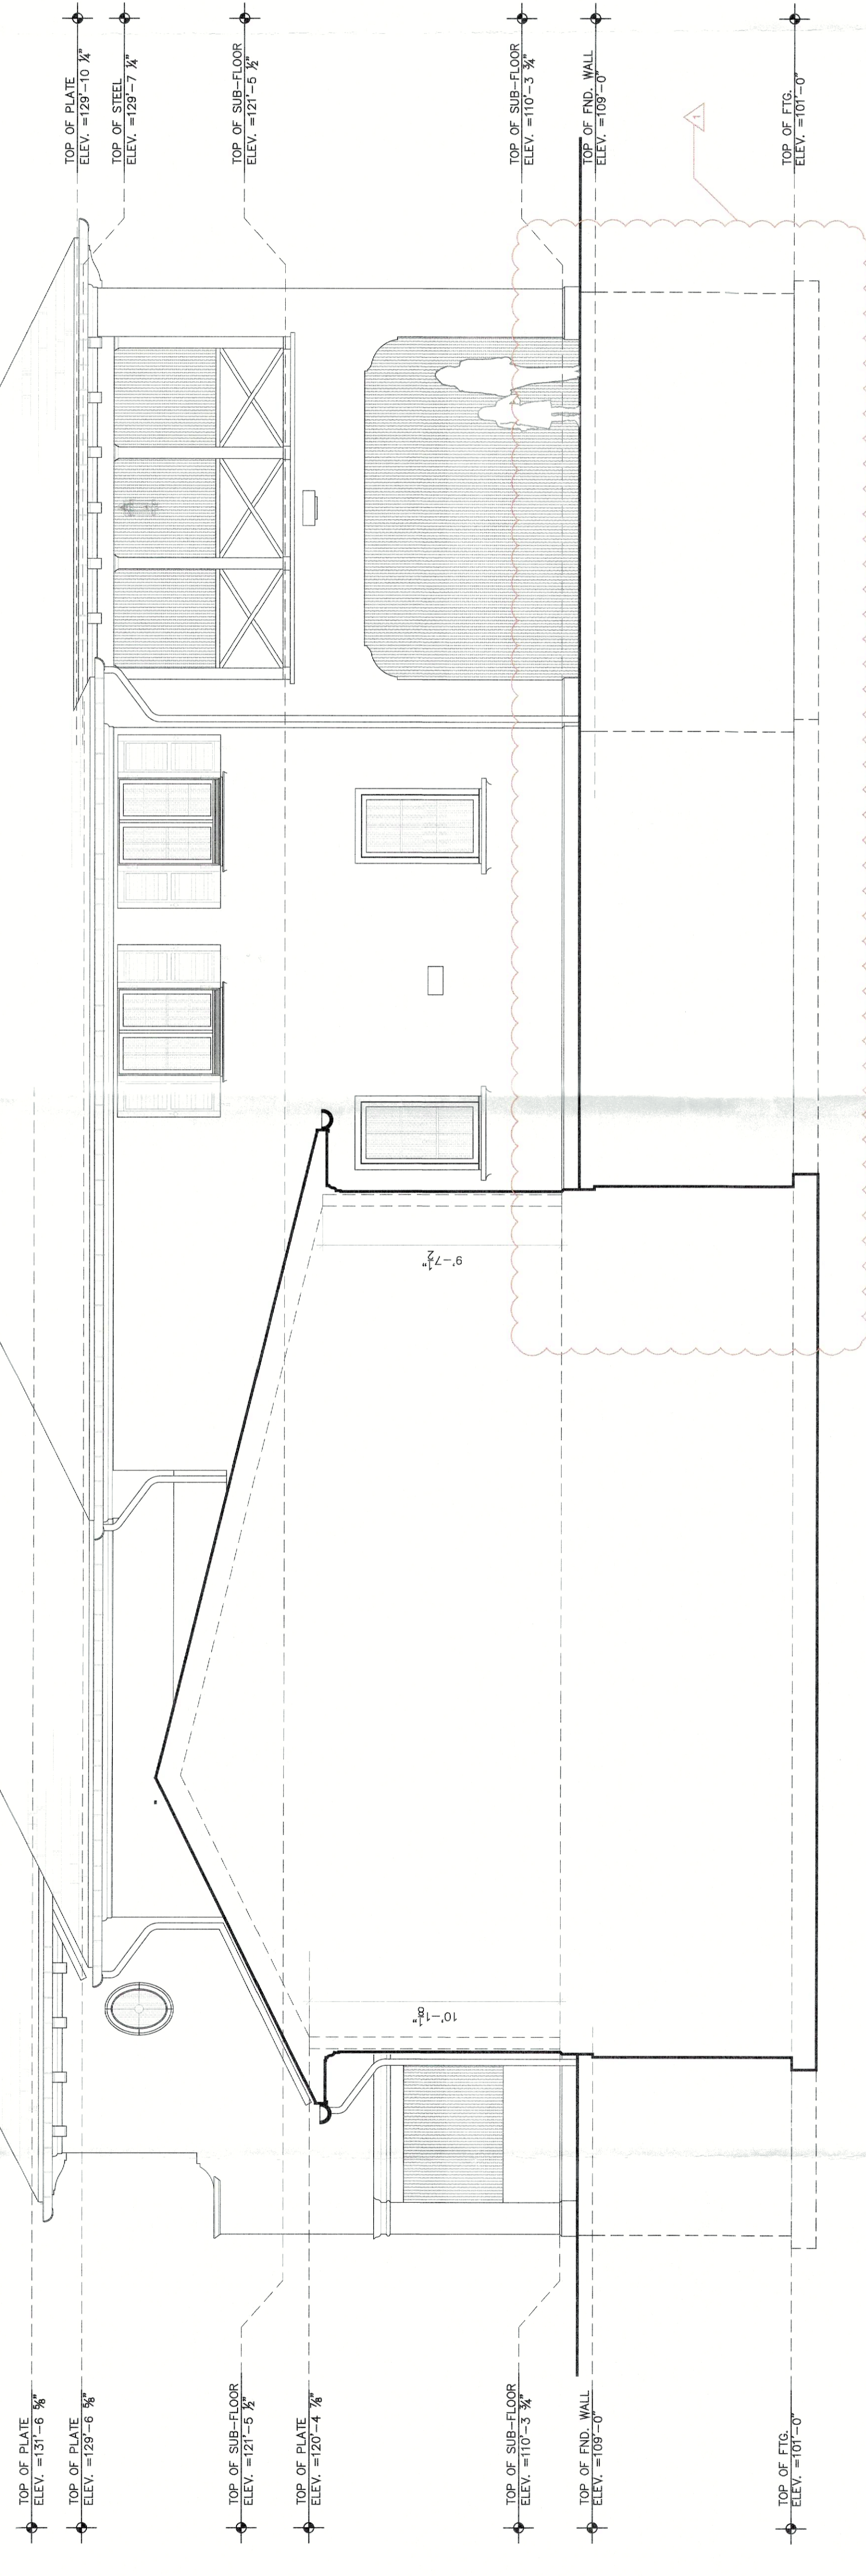 TOP OF PLATE
ELEV. =129'-10 1/4"
TOP OF STEEL
ELEV. =129'-7 1/4"
TOP OF SUB-FLOOR
ELEV. =121'-5 1/2"
TOP OF SUB-FLOOR
ELEV. =110'-3 3/4"
TOP OF FND. WALL
ELEV. =109'-0"
TOP OF FTG.
ELEV. =101'-0"
1
9'-7 1/2"
10'-1 1/8"
TOP OF PLATE
ELEV. =131'-6 5/8"
TOP OF PLATE
ELEV. =129'-6 5/8"
TOP OF SUB-FLOOR
ELEV. =121'-5 1/2"
TOP OF PLATE
ELEV. =120'-4 7/8"
TOP OF SUB-FLOOR
ELEV. =110'-3 3/4"
TOP OF FND. WALL
ELEV. =109'-0"
TOP OF FTG.
ELEV. =101'-0"